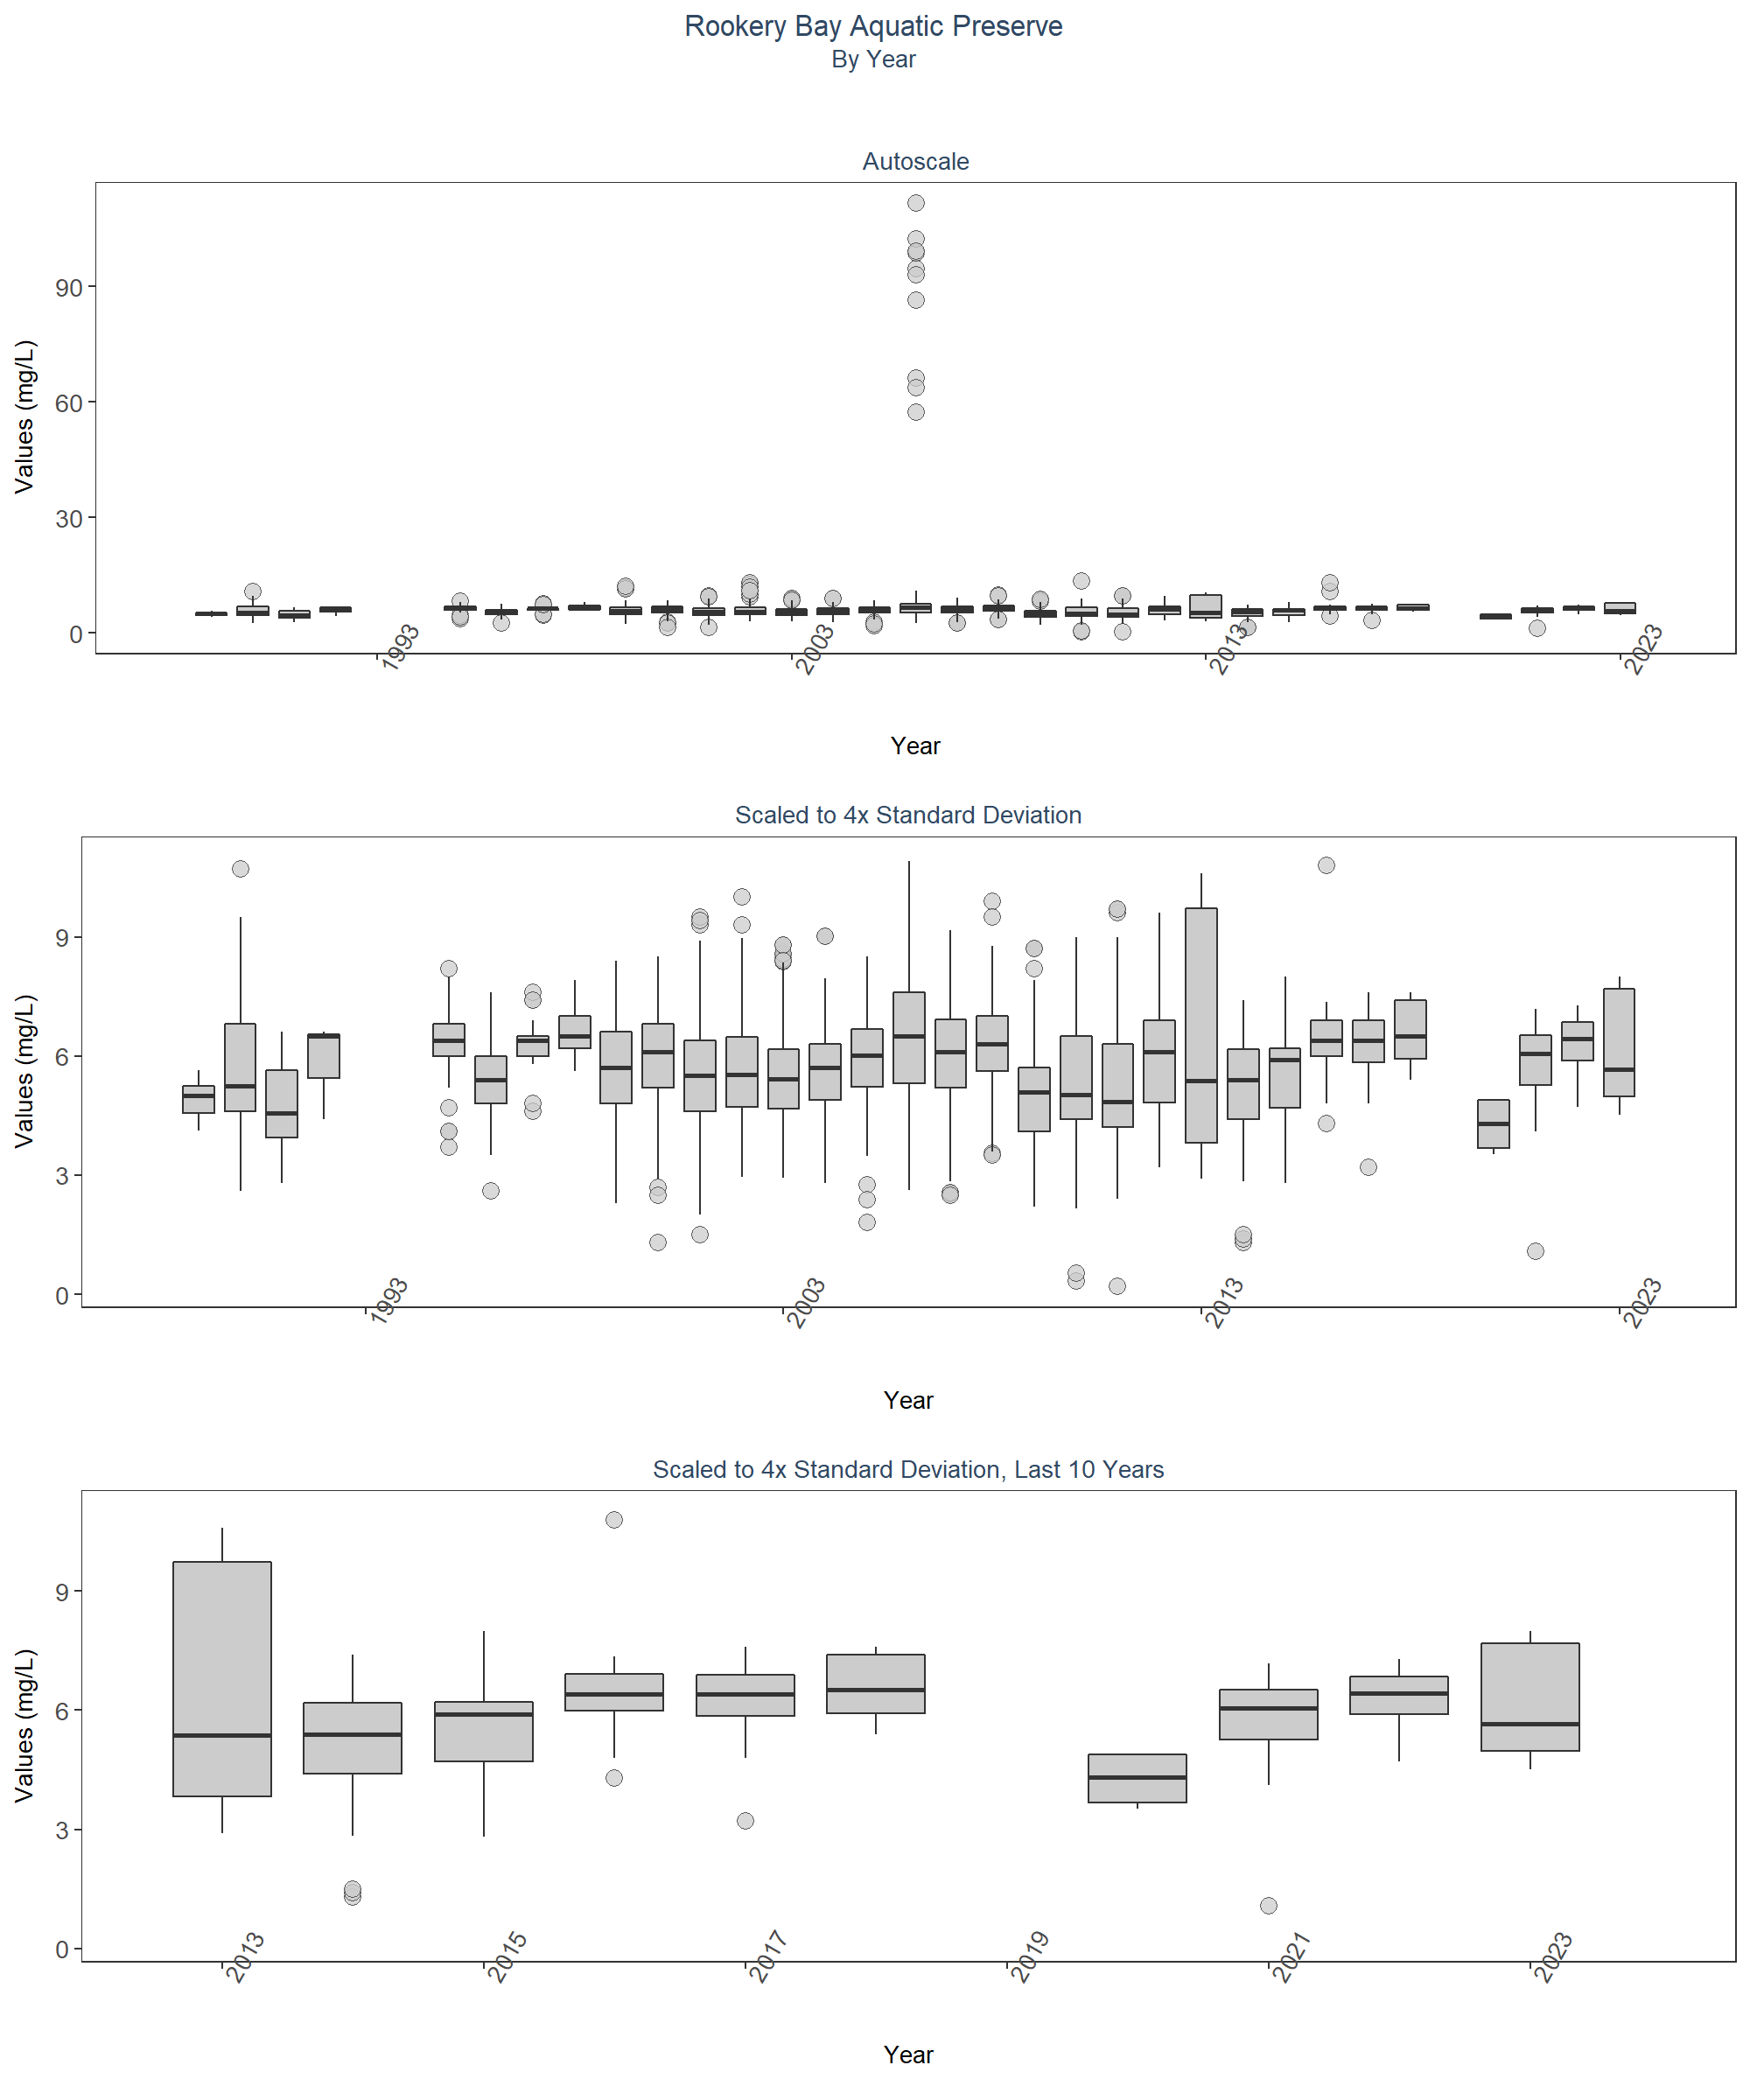 Rookery Bay Aquatic Preserve
By Year
Autoscale
Values (mg/L)
90
60
30
0
1993
2003
2013
2023
Year
Scaled to 4x Standard Deviation
Values (mg/L)
9
6
3
0
1993
2003
2013
2023
Year
Scaled to 4x Standard Deviation, Last 10 Years
Values (mg/L)
9
6
3
0
2013
2015
2017
2019
2021
2023
Year